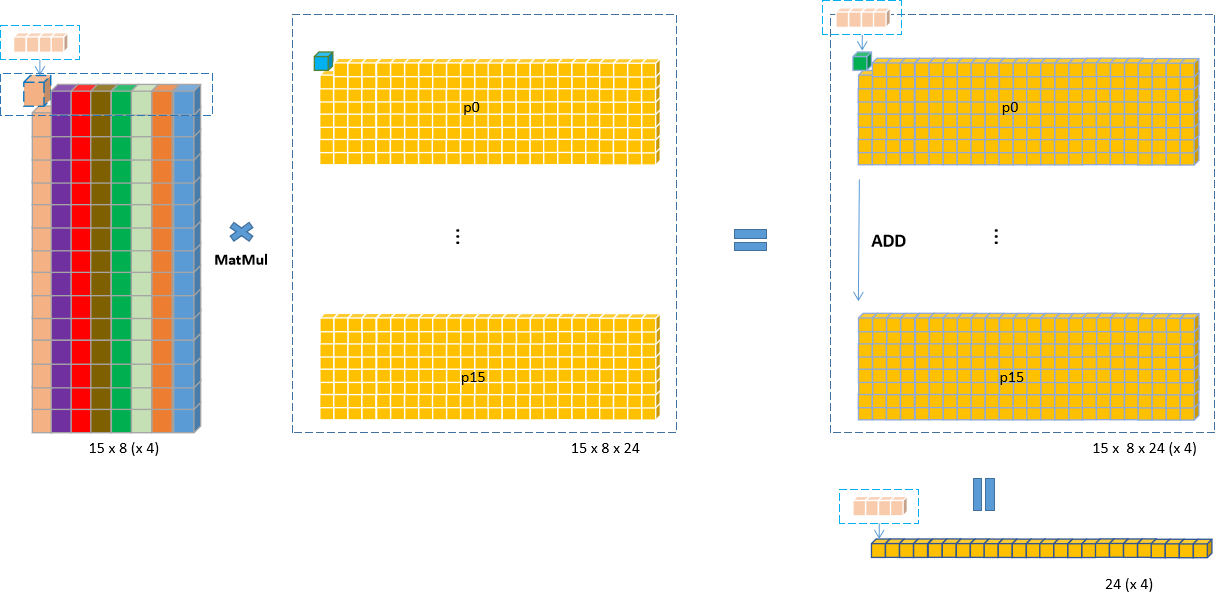 p0
p0
⋮
⋮
ADD
MatMul
p15
p15
15 x 8 (x 4)
15 x 8 x 24
15 x 8 x 24 (x 4)
24 (x 4)